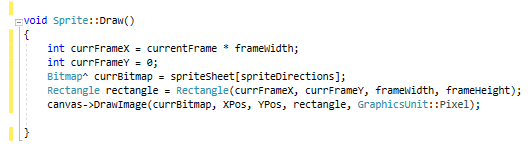 void Sprite::Draw()
{
int currFrameX = currentFrame * frameWidth;
int currFrameY = 0;
Bitmap^ currBitmap = spriteSheet[spriteDirections];
Rectangle rectangle = Rectangle(currFrameX, currFrameY, frameWidth, frameHeight);
canvas->DrawImage(currBitmap, XPos, YPos, rectangle, GraphicsUnit::Pixel);
}